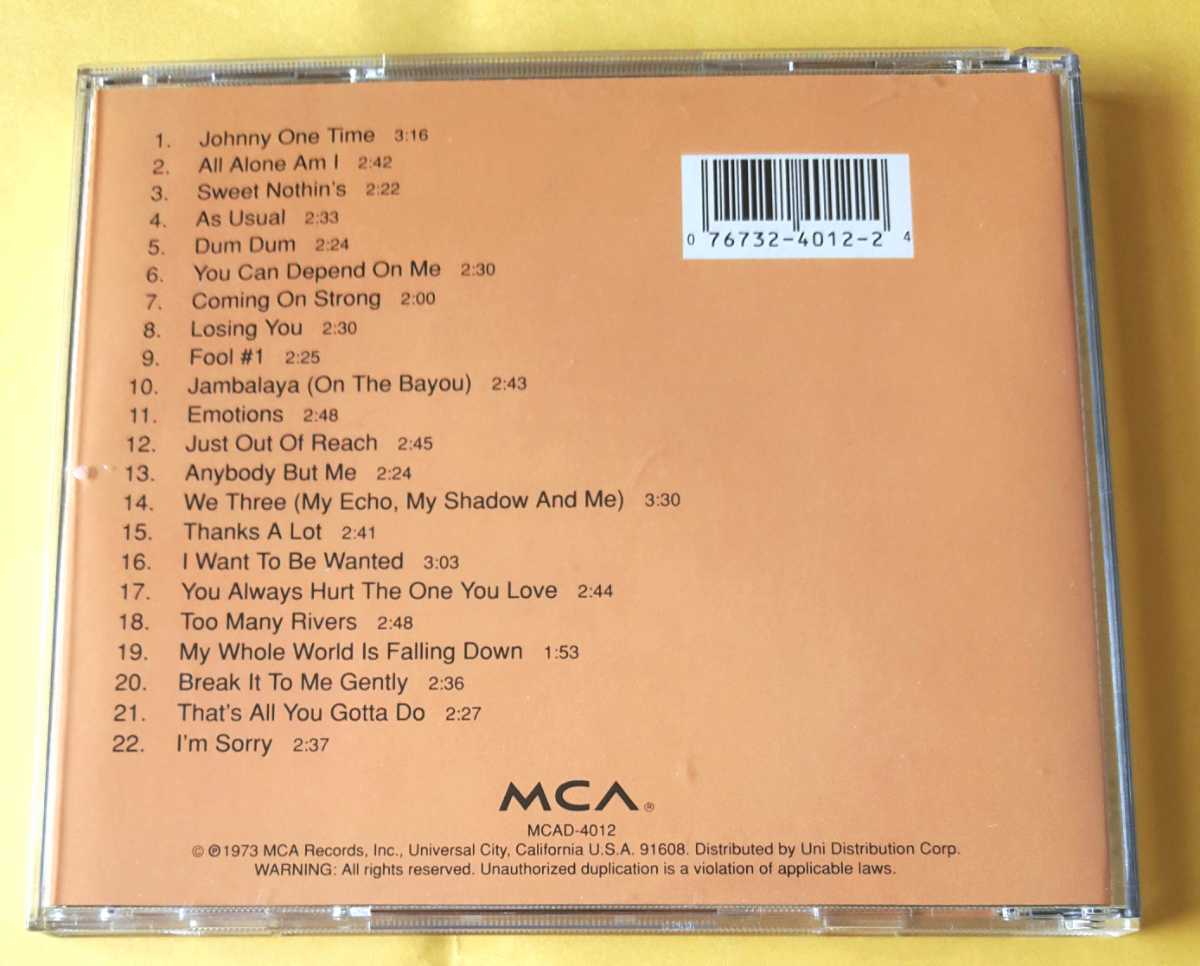 1. Johnny One Time 3:16
2. All Alone Am I 2:42
3. Sweet Nothin's 2:22
4. As Usual 2:33
5. Dum Dum 2:24
6. You Can Depend On Me 2:30
7. Coming On Strong 2:00
8. Losing You 2:30
9. Fool #1 2:25
10. Jambalaya (On The Bayou) 2:43
11. Emotions 2:48
12. Just Out Of Reach 2:45
13. Anybody But Me 2:24
14. We Three (My Echo, My Shadow And Me) 3:30
15. Thanks A Lot 2:41
16. I Want To Be Wanted 3:03
17. You Always Hurt The One You Love 2:44
18. Too Many Rivers 2:48
19. My Whole World Is Falling Down 1:53
20. Break It To Me Gently 2:36
21. That's All You Gotta Do 2:27
22. I'm Sorry 2:37
0 76732-4012-2 4
MCA®
MCAD-4012
© ℗ 1973 MCA Records, Inc., Universal City, California U.S.A. 91608. Distributed by Uni Distribution Corp.
WARNING: All rights reserved. Unauthorized duplication is a violation of applicable laws.